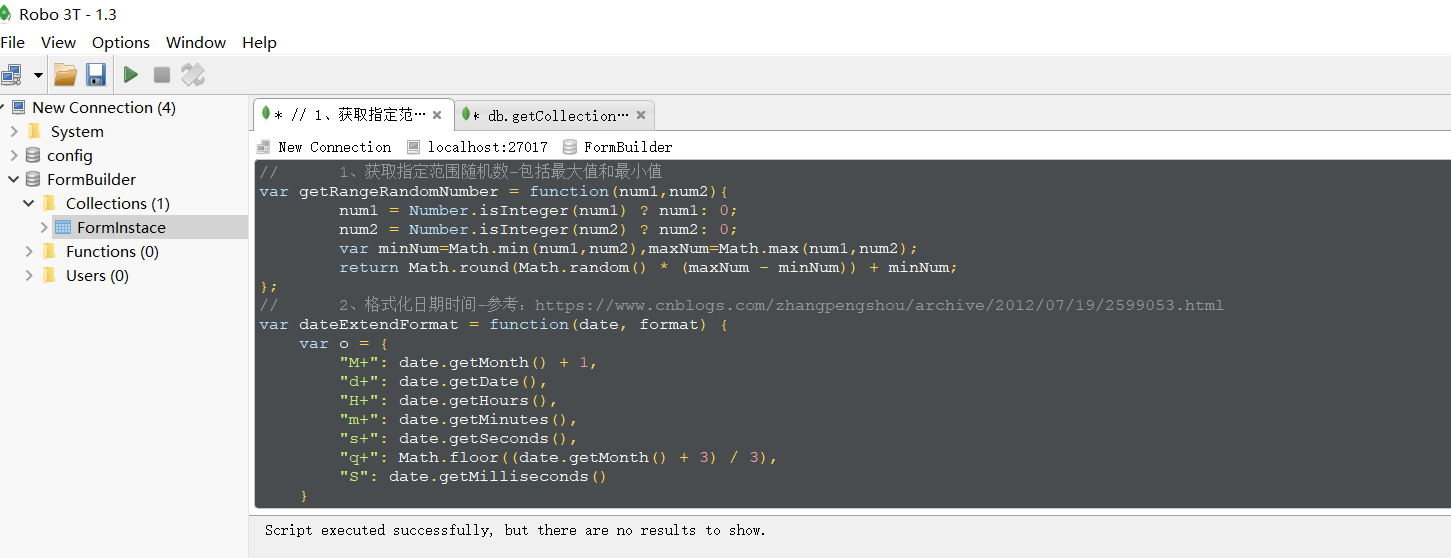 Robo 3T - 1.3
File View Options Window Help
New Connection (4)
System
config
FormBuilder
Collections (1)
FormInstace
Functions (0)
Users (0)
* // 1、获取指定范… ×
* db.getCollection… ×
New Connection localhost:27017 FormBuilder
// 1、获取指定范围随机数-包括最大值和最小值
var getRangeRandomNumber = function(num1,num2){
num1 = Number.isInteger(num1) ? num1: 0;
num2 = Number.isInteger(num2) ? num2: 0;
var minNum=Math.min(num1,num2),maxNum=Math.max(num1,num2);
return Math.round(Math.random() * (maxNum - minNum)) + minNum;
};
// 2、格式化日期时间-参考：https://www.cnblogs.com/zhangpengshou/archive/2012/07/19/2599053.html
var dateExtendFormat = function(date, format) {
var o = {
"M+": date.getMonth() + 1,
"d+": date.getDate(),
"H+": date.getHours(),
"m+": date.getMinutes(),
"s+": date.getSeconds(),
"q+": Math.floor((date.getMonth() + 3) / 3),
"S": date.getMilliseconds()
}
Script executed successfully, but there are no results to show.